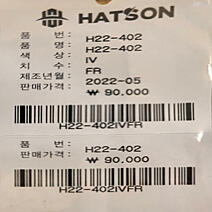 HATSON
품 번: H22-402
품 명: H22-402
색 상: IV
치 수: FR
제조년월: 2022-05
판매가격: ₩ 90.000
H22-402IVFR
품 번: H22-402
판매가격: ₩ 90.000
H22-402IVFR